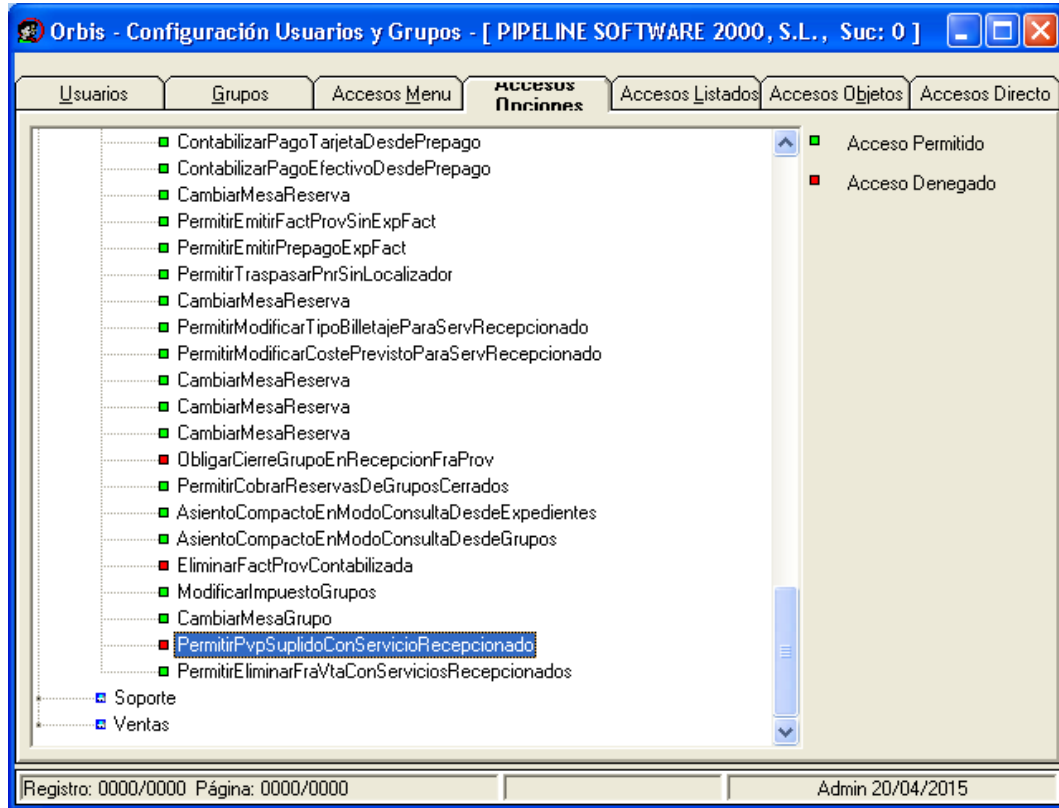 Orbis - Configuración Usuarios y Grupos - [ PIPELINE SOFTWARE 2000, S.L., Suc: 0 ]
Usuarios Grupos Accesos Menu Accesos Opciones Accesos Listados Accesos Objetos Accesos Directo
ContabilizarPagoTarjetaDesdePrepago
ContabilizarPagoEfectivoDesdePrepago
CambiarMesaReserva
PermitirEmitirFactProvSinExpFact
PermitirEmitirPrepagoExpFact
PermitirTraspasarPnrSinLocalizador
CambiarMesaReserva
PermitirModificarTipoBilletajeParaServRecepcionado
PermitirModificarCostePrevistoParaServRecepcionado
CambiarMesaReserva
CambiarMesaReserva
CambiarMesaReserva
ObligarCierreGrupoEnRecepcionFraProv
PermitirCobrarReservasDeGruposCerrados
AsientoCompactoEnModoConsultaDesdeExpedientes
AsientoCompactoEnModoConsultaDesdeGrupos
EliminarFactProvContabilizada
ModificarImpuestoGrupos
CambiarMesaGrupo
PermitirPvpSuplidoConServicioRecepcionado
PermitirEliminarFraVtaConServiciosRecepcionados
Soporte
Ventas
Acceso Permitido
Acceso Denegado
Registro: 0000/0000 Página: 0000/0000
Admin 20/04/2015